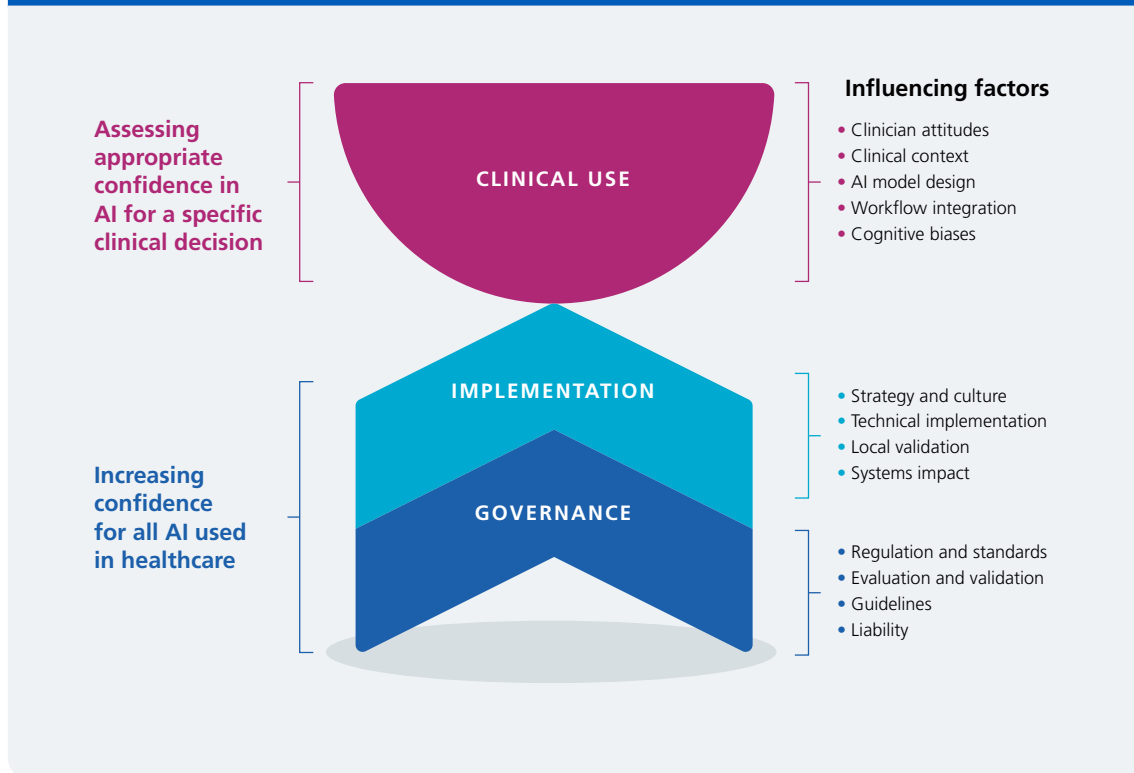 Assessing
appropriate
confidence in
AI for a specific
clinical decision
CLINICAL USE
Influencing factors
• Clinician attitudes
• Clinical context
• AI model design
• Workflow integration
• Cognitive biases
Increasing
confidence
for all AI used
in healthcare
IMPLEMENTATION
• Strategy and culture
• Technical implementation
• Local validation
• Systems impact
GOVERNANCE
• Regulation and standards
• Evaluation and validation
• Guidelines
• Liability